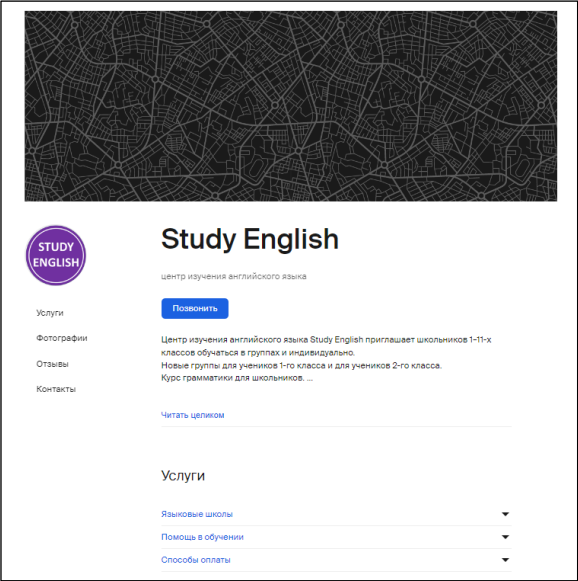 STUDY
ENGLISH
Study English
центр изучения английского языка
Позвонить
Услуги
Фотографии
Отзывы
Контакты
Центр изучения английского языка Study English приглашает школьников 1-11-х
классов обучаться в группах и индивидуально.
Новые группы для учеников 1-го класса и для учеников 2-го класса.
Курс грамматики для школьников. ...
Читать целиком
Услуги
Языковые школы
Помощь в обучении
Способы оплаты